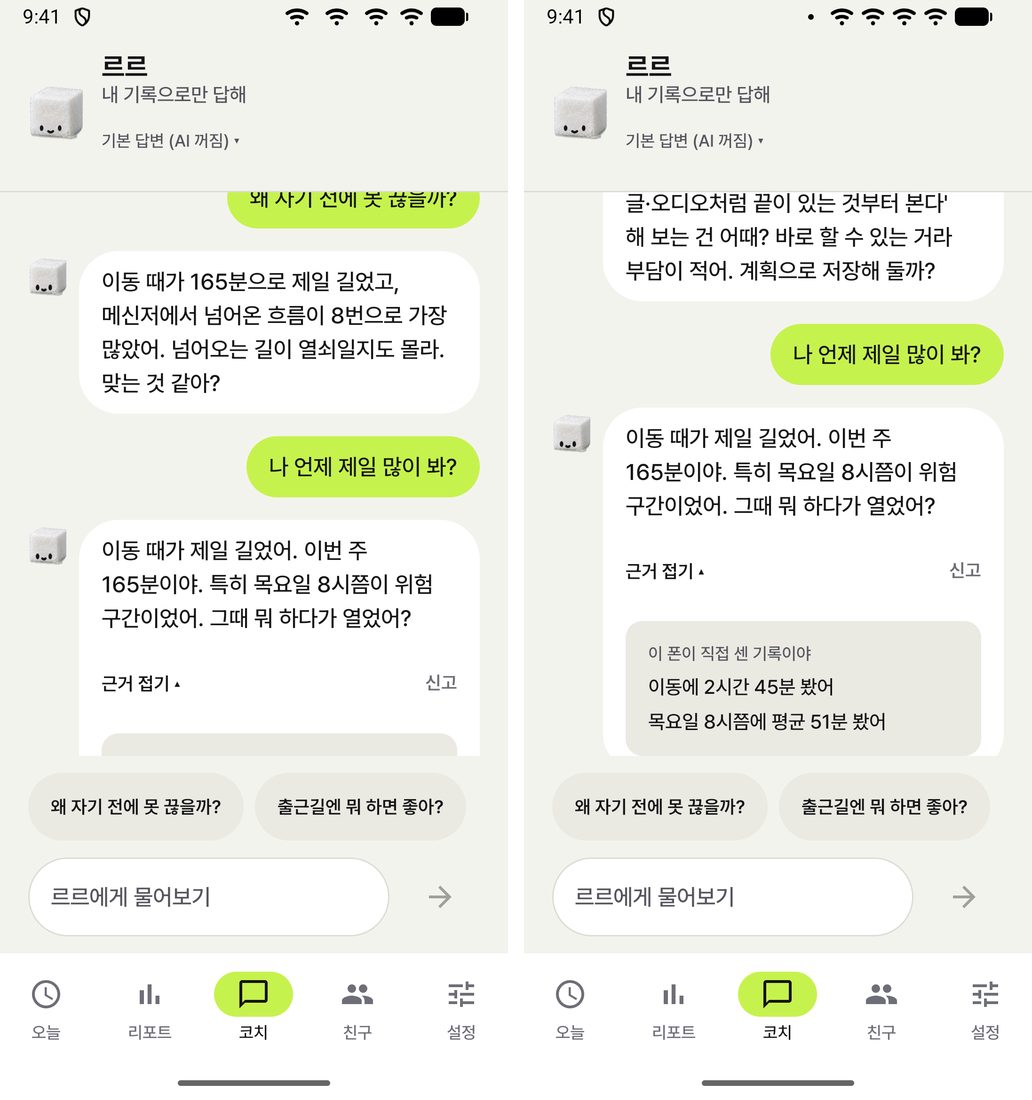 9:41
르르
내 기록으로만 답해
기본 답변 (AI 꺼짐) ▾
왜 자기 전에 못 끊을까?
이동 때가 165분으로 제일 길었고,
메신저에서 넘어온 흐름이 8번으로 가장
많았어. 넘어오는 길이 열쇠일지도 몰라.
맞는 것 같아?
나 언제 제일 많이 봐?
이동 때가 제일 길었어. 이번 주
165분이야. 특히 목요일 8시쯤이 위험
구간이었어. 그때 뭐 하다가 열었어?
근거 접기 ▴
신고
왜 자기 전에 못 끊을까?
출근길엔 뭐 하면 좋아?
르르에게 물어보기
오늘
리포트
코치
친구
설정
9:41
르르
내 기록으로만 답해
기본 답변 (AI 꺼짐) ▾
글·오디오처럼 끝이 있는 것부터 본다'
해 보는 건 어때? 바로 할 수 있는 거라
부담이 적어. 계획으로 저장해 둘까?
나 언제 제일 많이 봐?
이동 때가 제일 길었어. 이번 주
165분이야. 특히 목요일 8시쯤이 위험
구간이었어. 그때 뭐 하다가 열었어?
근거 접기 ▴
신고
이 폰이 직접 센 기록이야
이동에 2시간 45분 봤어
목요일 8시쯤에 평균 51분 봤어
왜 자기 전에 못 끊을까?
출근길엔 뭐 하면 좋아?
르르에게 물어보기
오늘
리포트
코치
친구
설정